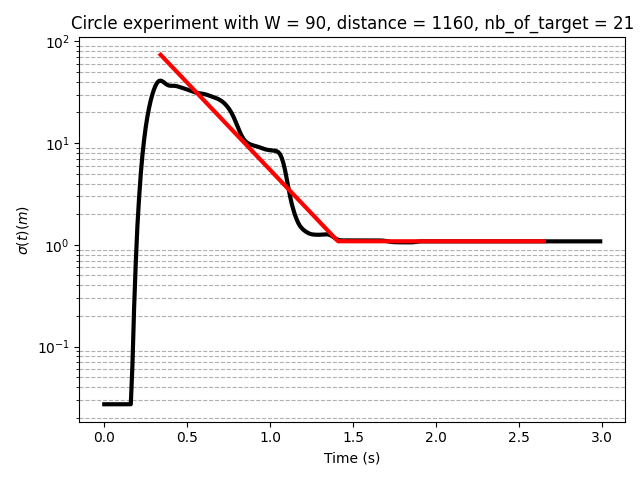 Circle experiment with W = 90, distance = 1160, nb_of_target = 21
10²
10¹
10⁰
10⁻¹
σ(t)(m)
0.0 0.5 1.0 1.5 2.0 2.5 3.0
Time (s)